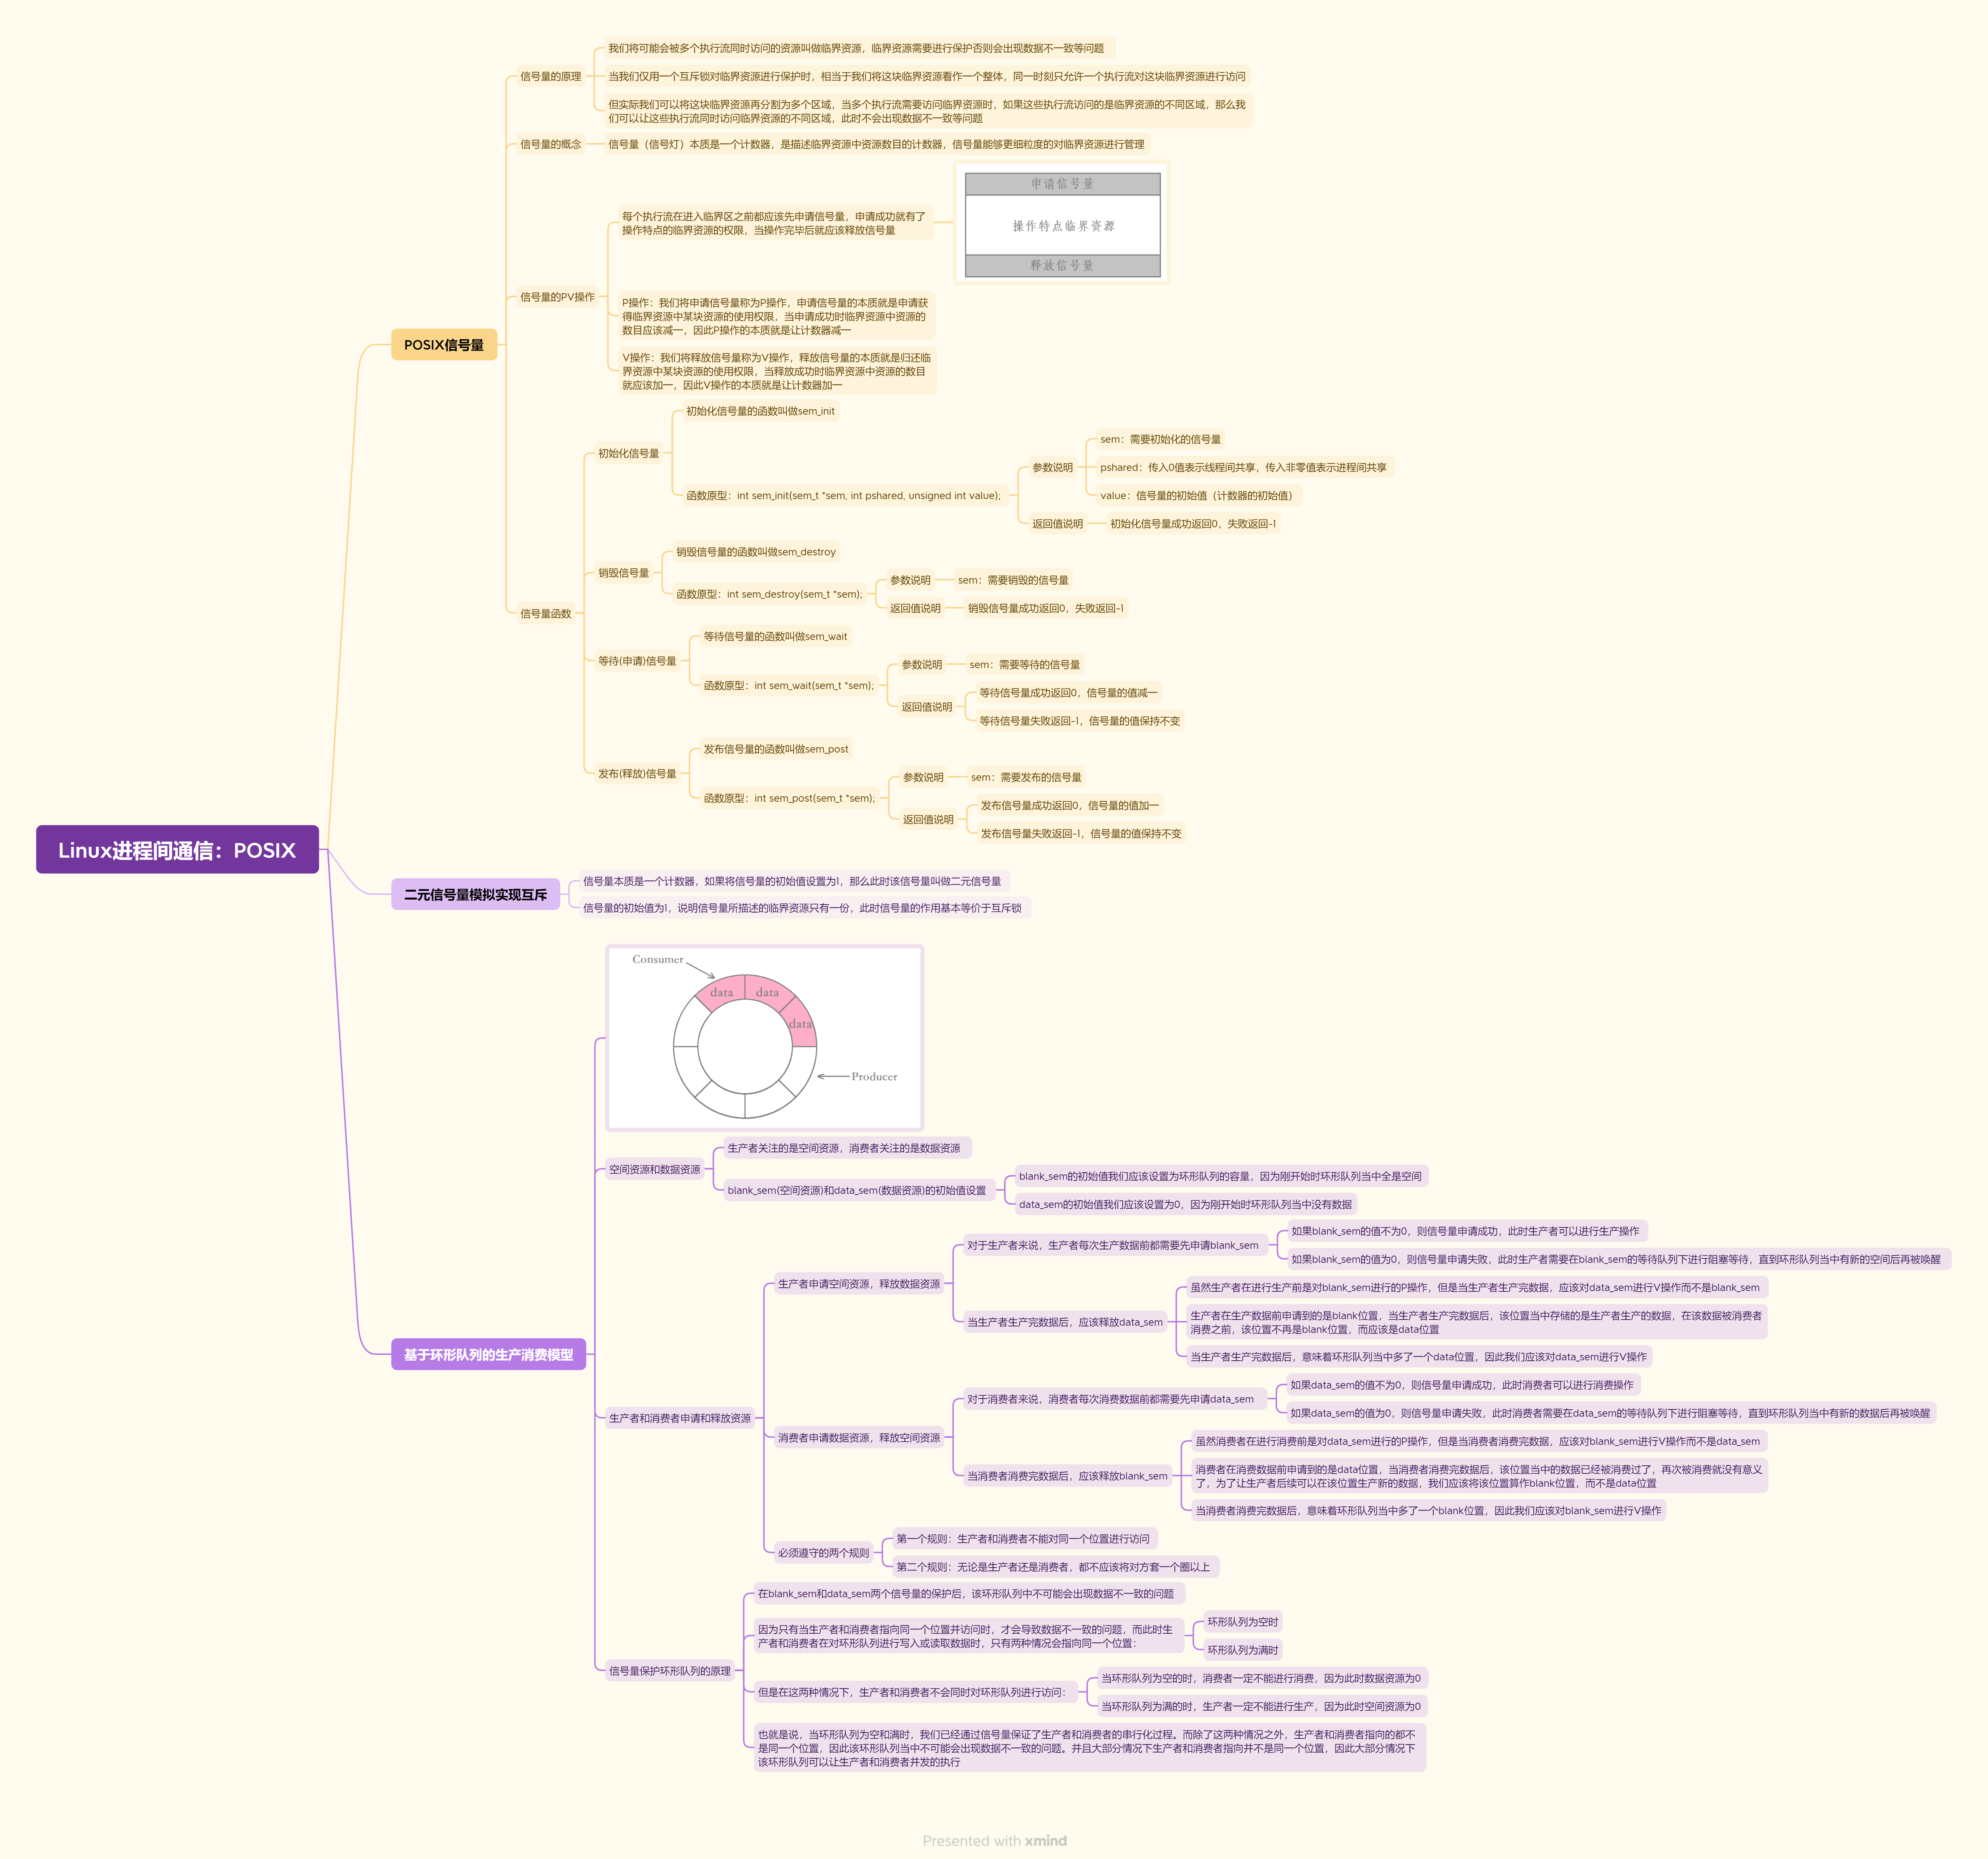 Linux进程间通信：POSIX
POSIX信号量
信号量的原理
我们将可能会被多个执行流同时访问的资源叫做临界资源，临界资源需要进行保护否则会出现数据不一致等问题
当我们仅用一个互斥锁对临界资源进行保护时，相当于我们将这块临界资源看作一个整体，同一时刻只允许一个执行流对这块临界资源进行访问
但实际我们可以将这块临界资源再分割为多个区域，当多个执行流需要访问临界资源时，如果这些执行流访问的是临界资源的不同区域，那么我
们可以让这些执行流同时访问临界资源的不同区域，此时不会出现数据不一致等问题
信号量的概念
信号量（信号灯）本质是一个计数器，是描述临界资源中资源数目的计数器，信号量能够更细粒度的对临界资源进行管理
信号量的PV操作
每个执行流在进入临界区之前都应该先申请信号量，申请成功就有了
操作特点的临界资源的权限，当操作完毕后就应该释放信号量
申请信号量
操作特点临界资源
释放信号量
P操作：我们将申请信号量称为P操作，申请信号量的本质就是申请获
得临界资源中某块资源的使用权限，当申请成功时临界资源中资源的
数目应该减一，因此P操作的本质就是让计数器减一
V操作：我们将释放信号量称为V操作，释放信号量的本质就是归还临
界资源中某块资源的使用权限，当释放成功时临界资源中资源的数目
就应该加一，因此V操作的本质就是让计数器加一
信号量函数
初始化信号量
初始化信号量的函数叫做sem_init
函数原型：int sem_init(sem_t *sem, int pshared, unsigned int value);
参数说明
sem：需要初始化的信号量
pshared：传入0值表示线程间共享，传入非零值表示进程间共享
value：信号量的初始值（计数器的初始值）
返回值说明
初始化信号量成功返回0，失败返回-1
销毁信号量
销毁信号量的函数叫做sem_destroy
函数原型：int sem_destroy(sem_t *sem);
参数说明
sem：需要销毁的信号量
返回值说明
销毁信号量成功返回0，失败返回-1
等待(申请)信号量
等待信号量的函数叫做sem_wait
函数原型：int sem_wait(sem_t *sem);
参数说明
sem：需要等待的信号量
返回值说明
等待信号量成功返回0，信号量的值减一
等待信号量失败返回-1，信号量的值保持不变
发布(释放)信号量
发布信号量的函数叫做sem_post
函数原型：int sem_post(sem_t *sem);
参数说明
sem：需要发布的信号量
返回值说明
发布信号量成功返回0，信号量的值加一
发布信号量失败返回-1，信号量的值保持不变
二元信号量模拟实现互斥
信号量本质是一个计数器，如果将信号量的初始值设置为1，那么此时该信号量叫做二元信号量
信号量的初始值为1，说明信号量所描述的临界资源只有一份，此时信号量的作用基本等价于互斥锁
基于环形队列的生产消费模型
Consumer
data
data
data
Producer
空间资源和数据资源
生产者关注的是空间资源，消费者关注的是数据资源
blank_sem(空间资源)和data_sem(数据资源)的初始值设置
blank_sem的初始值我们应该设置为环形队列的容量，因为刚开始时环形队列当中全是空间
data_sem的初始值我们应该设置为0，因为刚开始时环形队列当中没有数据
生产者和消费者申请和释放资源
生产者申请空间资源，释放数据资源
对于生产者来说，生产者每次生产数据前都需要先申请blank_sem
如果blank_sem的值不为0，则信号量申请成功，此时生产者可以进行生产操作
如果blank_sem的值为0，则信号量申请失败，此时生产者需要在blank_sem的等待队列下进行阻塞等待，直到环形队列当中有新的空间后再被唤醒
当生产者生产完数据后，应该释放data_sem
虽然生产者在进行生产前是对blank_sem进行的P操作，但是当生产者生产完数据，应该对data_sem进行V操作而不是blank_sem
生产者在生产数据前申请到的是blank位置，当生产者生产完数据后，该位置当中存储的是生产者生产的数据，在该数据被消费者
消费之前，该位置不再是blank位置，而应该是data位置
当生产者生产完数据后，意味着环形队列当中多了一个data位置，因此我们应该对data_sem进行V操作
消费者申请数据资源，释放空间资源
对于消费者来说，消费者每次消费数据前都需要先申请data_sem
如果data_sem的值不为0，则信号量申请成功，此时消费者可以进行消费操作
如果data_sem的值为0，则信号量申请失败，此时消费者需要在data_sem的等待队列下进行阻塞等待，直到环形队列当中有新的数据后再被唤醒
当消费者消费完数据后，应该释放blank_sem
虽然消费者在进行消费前是对data_sem进行的P操作，但是当消费者消费完数据，应该对blank_sem进行V操作而不是data_sem
消费者在消费数据前申请到的是data位置，当消费者消费完数据后，该位置当中的数据已经被消费过了，再次被消费就没有意义
了，为了让生产者后续可以在该位置生产新的数据，我们应该将该位置算作blank位置，而不是data位置
当消费者消费完数据后，意味着环形队列当中多了一个blank位置，因此我们应该对blank_sem进行V操作
必须遵守的两个规则
第一个规则：生产者和消费者不能对同一个位置进行访问
第二个规则：无论是生产者还是消费者，都不应该将对方套一个圈以上
信号量保护环形队列的原理
在blank_sem和data_sem两个信号量的保护后，该环形队列中不可能会出现数据不一致的问题
因为只有当生产者和消费者指向同一个位置并访问时，才会导致数据不一致的问题，而此时生
产者和消费者在对环形队列进行写入或读取数据时，只有两种情况会指向同一个位置：
环形队列为空时
环形队列为满时
但是在这两种情况下，生产者和消费者不会同时对环形队列进行访问：
当环形队列为空的时，消费者一定不能进行消费，因为此时数据资源为0
当环形队列为满的时，生产者一定不能进行生产，因为此时空间资源为0
也就是说，当环形队列为空和满时，我们已经通过信号量保证了生产者和消费者的串行化过程。而除了这两种情况之外，生产者和消费者指向的都不
是同一个位置，因此该环形队列当中不可能会出现数据不一致的问题。并且大部分情况下生产者和消费者指向并不是同一个位置，因此大部分情况下
该环形队列可以让生产者和消费者并发的执行
Presented with xmind